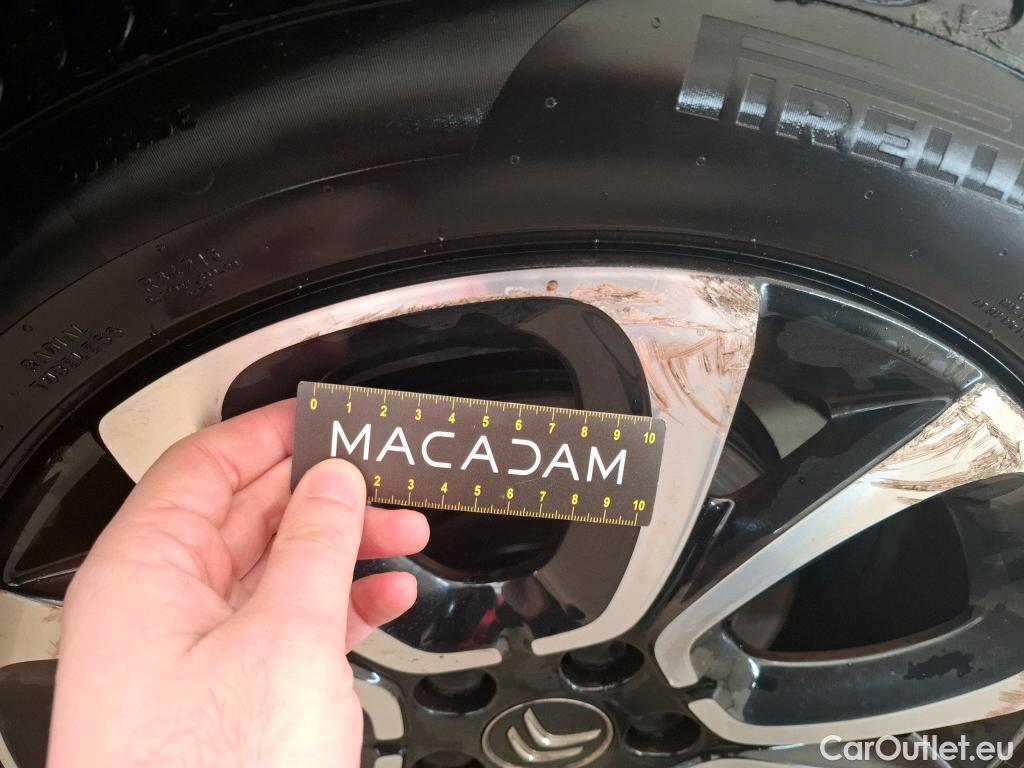 PIRELLI
RADIAL
TUBELESS
0 1 2 3 4 5 6 7 8 9 10
MACADAM
2 3 4 5 6 7 8 9 10
CarOutlet.eu